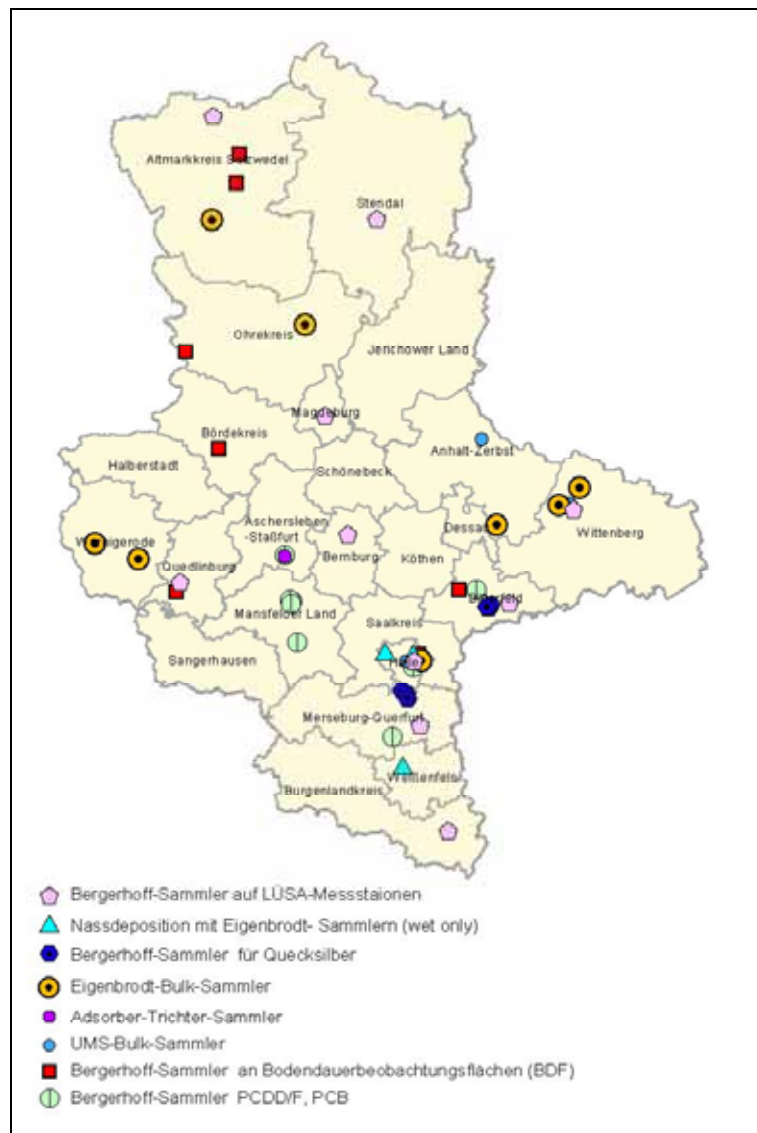 Altmarkkreis Salzwedel
Stendal
Ohrekreis
Jerichower Land
Magdeburg
Bördekreis
Anhalt-Zerbst
Halberstadt
Schönebeck
Aschersleben
-Staßfurt
Dessau
Wittenberg
Wernigerode
Bernburg
Köthen
Quedlinburg
Bitterfeld
Mansfelder Land
Saalkreis
Sangerhausen
Halle
Merseburg-Querfurt
Weißenfels
Burgenlandkreis
Bergerhoff-Sammler auf LÜSA-Messstaionen
Nassdeposition mit Eigenbrodt- Sammlern (wet only)
Bergerhoff-Sammler für Quecksilber
Eigenbrodt-Bulk-Sammler
Adsorber-Trichter-Sammler
UMS-Bulk-Sammler
Bergerhoff-Sammler an Bodendauerbeobachtungsflächen (BDF)
Bergerhoff-Sammler PCDD/F, PCB